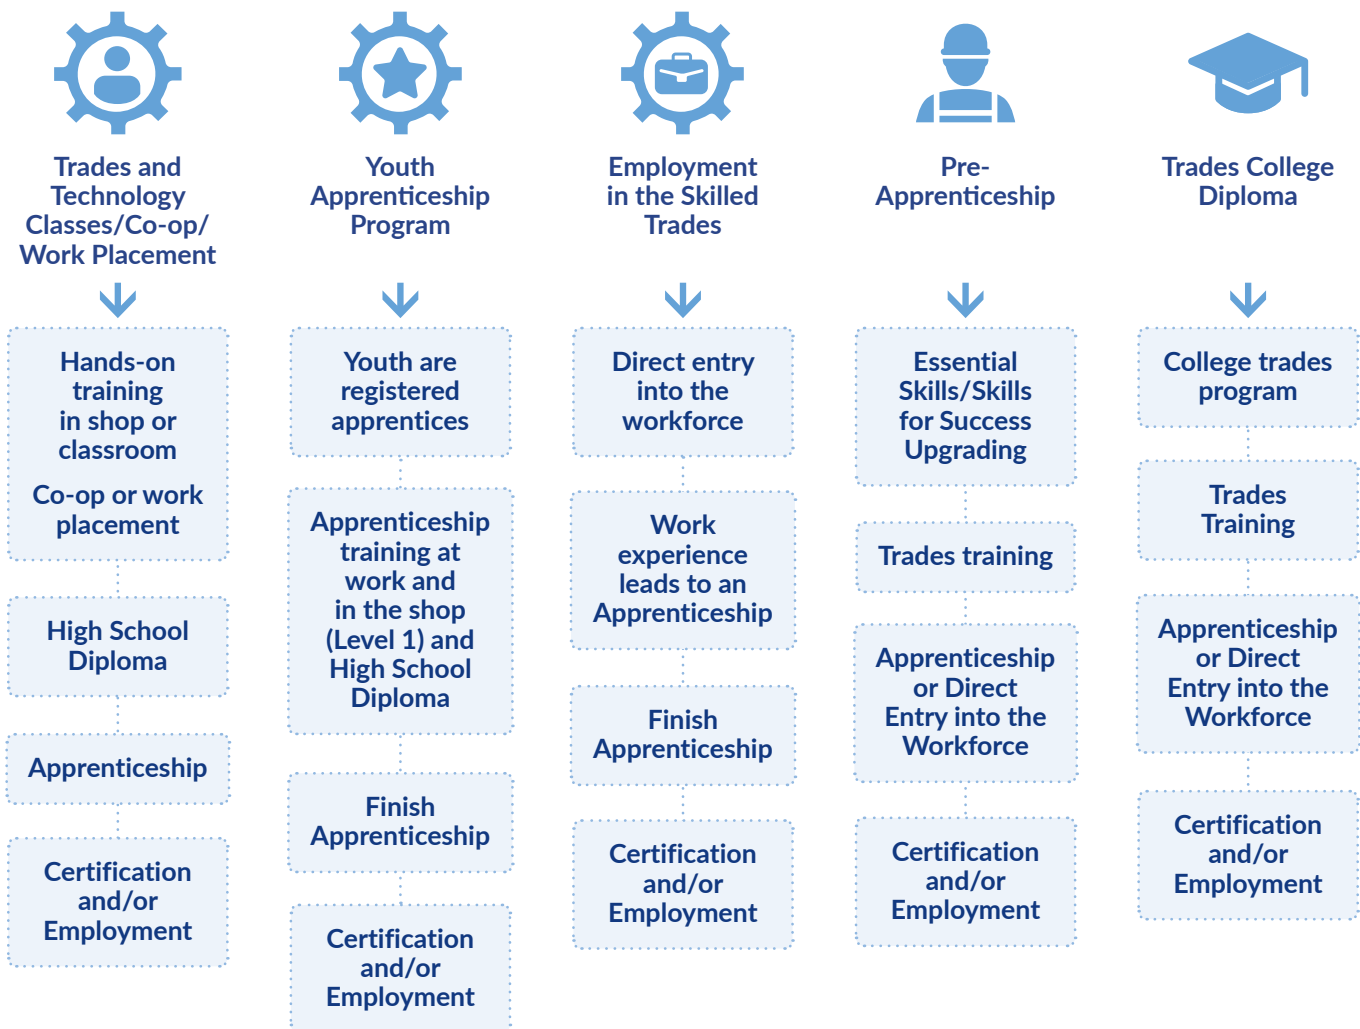 Trades and
Technology
Classes/Co-op/
Work Placement
Hands-on
training
in shop or
classroom
Co-op or work
placement
High School
Diploma
Apprenticeship
Certification
and/or
Employment
Youth
Apprenticeship
Program
Youth are
registered
apprentices
Apprenticeship
training at
work and
in the shop
(Level 1) and
High School
Diploma
Finish
Apprenticeship
Certification
and/or
Employment
Employment
in the Skilled
Trades
Direct entry
into the
workforce
Work
experience
leads to an
Apprenticeship
Finish
Apprenticeship
Certification
and/or
Employment
Pre-
Apprenticeship
Essential
Skills/Skills
for Success
Upgrading
Trades training
Apprenticeship
or Direct
Entry into the
Workforce
Certification
and/or
Employment
Trades College
Diploma
College trades
program
Trades
Training
Apprenticeship
or Direct
Entry into the
Workforce
Certification
and/or
Employment